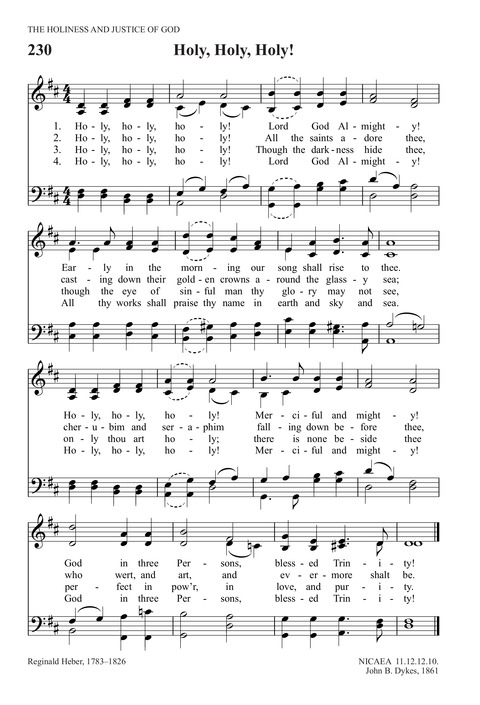 THE HOLINESS AND JUSTICE OF GOD
230 Holy, Holy, Holy!
1. Ho - ly, ho - ly, ho - ly! Lord God Al - might - y!
2. Ho - ly, ho - ly, ho - ly! All the saints a - dore thee,
3. Ho - ly, ho - ly, ho - ly! Though the dark - ness hide thee,
4. Ho - ly, ho - ly, ho - ly! Lord God Al - might - y!
Ear - ly in the morn - ing our song shall rise to thee.
cast - ing down their gold - en crowns a - round the glass - y sea;
though the eye of sin - ful man thy glo - ry may not see,
All thy works shall praise thy name in earth and sky and sea.
Ho - ly, ho - ly, ho - ly! Mer - ci - ful and might - y!
cher - u - bim and ser - a - phim fall - ing down be - fore thee,
on - ly thou art ho - ly; there is none be - side thee
Ho - ly, ho - ly, ho - ly! Mer - ci - ful and might - y!
God in three Per - sons, bless - ed Trin - i - ty!
who wert, and art, and ev - er - more shalt be.
per - fect in pow'r, in love, and pur - i - ty.
God in three Per - sons, bless - ed Trin - i - ty!
Reginald Heber, 1783–1826 NICAEA 11.12.12.10.
John B. Dykes, 1861